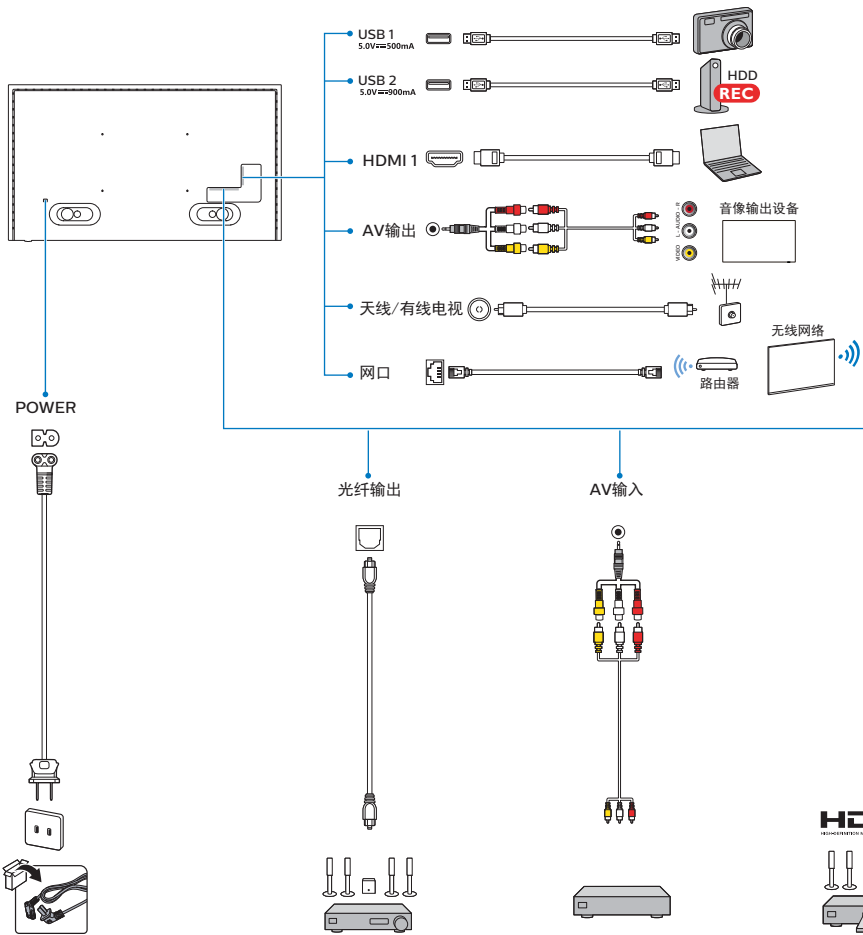 USB 1
5.0V⎓500mA
USB 2
5.0V⎓900mA
HDD
REC
HDMI 1
AV输出
AUDIO - R
L -
VIDEO
音像输出设备
天线/有线电视
无线网络
网口
路由器
POWER
光纤输出
AV输入